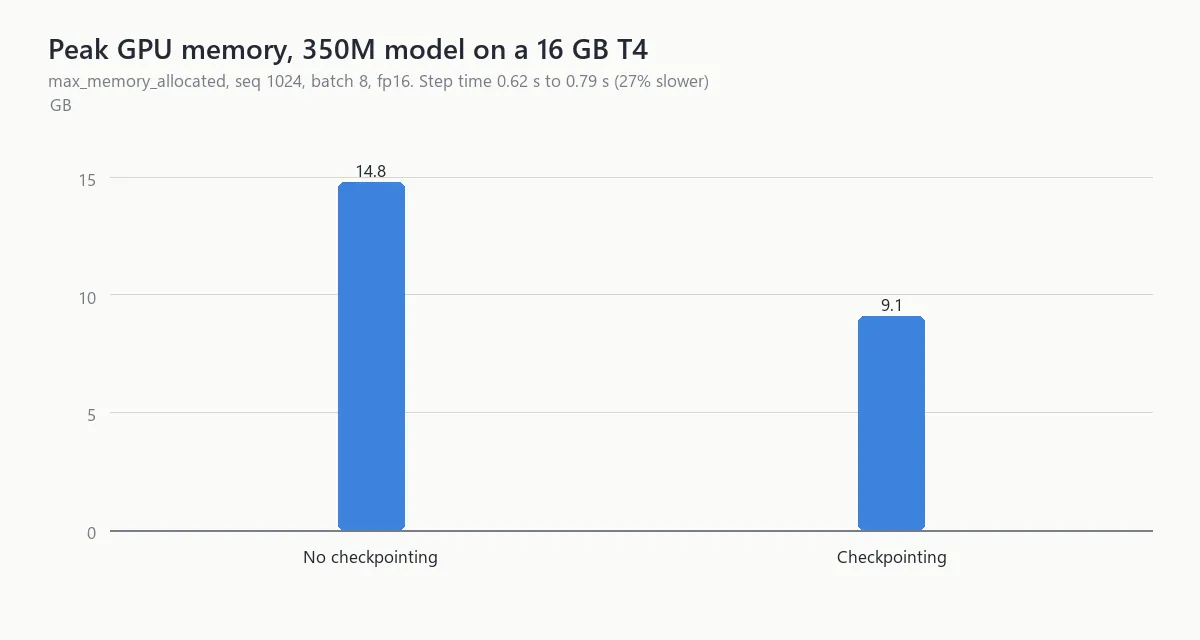 Peak GPU memory, 350M model on a 16 GB T4
max_memory_allocated, seq 1024, batch 8, fp16. Step time 0.62 s to 0.79 s (27% slower)
GB
14.8
15
9.1
10
5
0
No checkpointing
Checkpointing